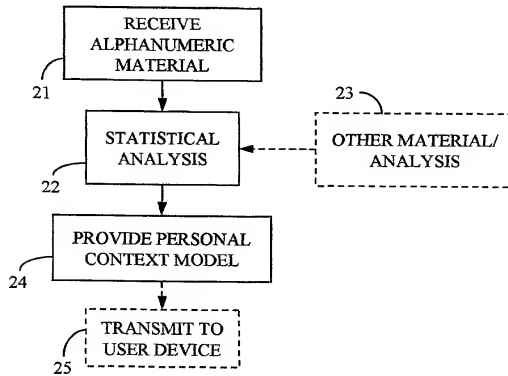 RECEIVE
ALPHANUMERIC
MATERIAL
21
23
STATISTICAL
ANALYSIS
OTHER MATERIAL/
ANALYSIS
22
PROVIDE PERSONAL
CONTEXT MODEL
24
TRANSMIT TO
USER DEVICE
25